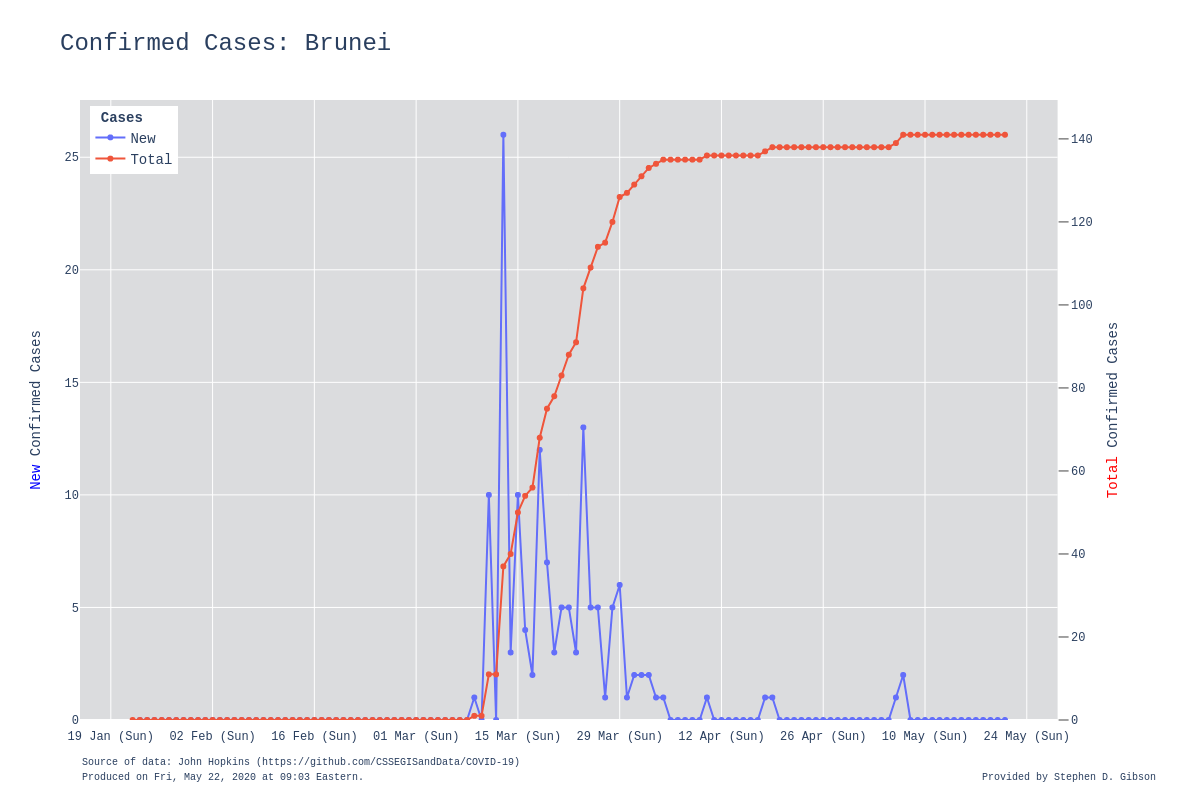 Confirmed Cases: Brunei
Cases
New
Total
25
20
15
10
5
0
140
120
100
80
60
40
20
0
New Confirmed Cases
Total Confirmed Cases
19 Jan (Sun) 02 Feb (Sun) 16 Feb (Sun) 01 Mar (Sun) 15 Mar (Sun) 29 Mar (Sun) 12 Apr (Sun) 26 Apr (Sun) 10 May (Sun) 24 May (Sun)
Source of data: John Hopkins (https://github.com/CSSEGISandData/COVID-19)
Produced on Fri, May 22, 2020 at 09:03 Eastern.
Provided by Stephen D. Gibson